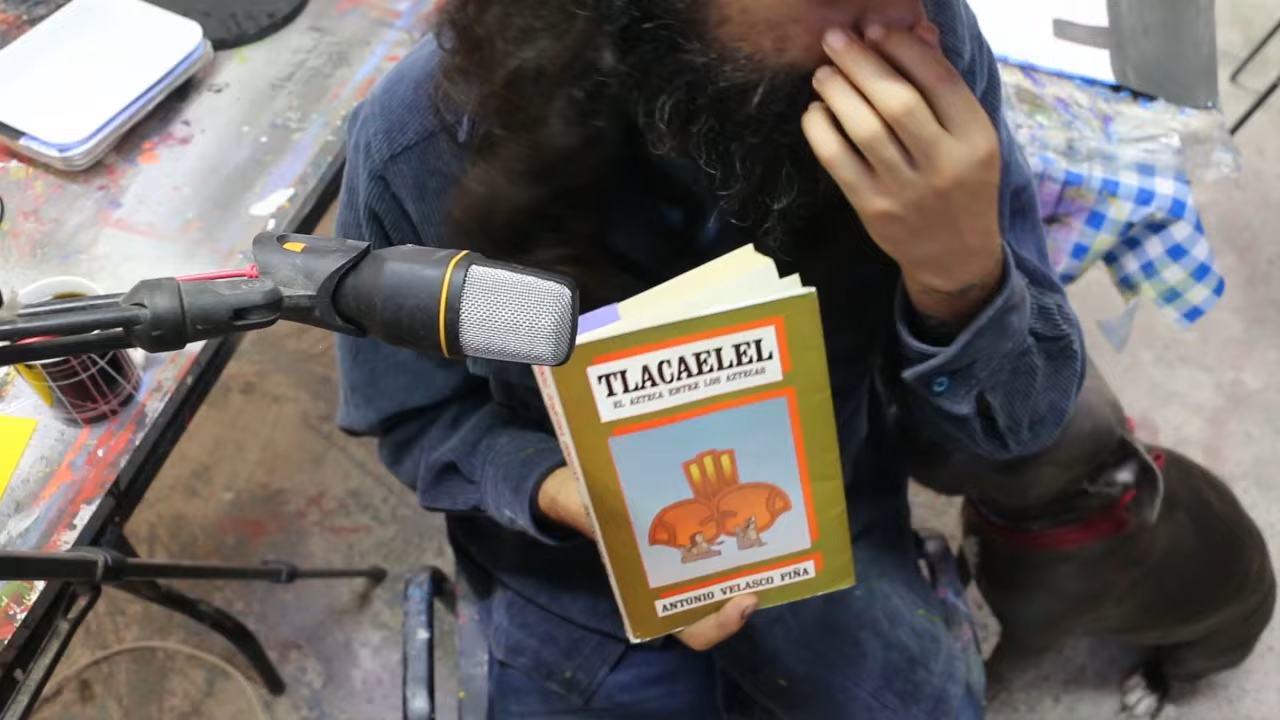 TLACAELEL
EL AZTECA ENTRE LOS AZTECAS
ANTONIO VELASCO PIÑA